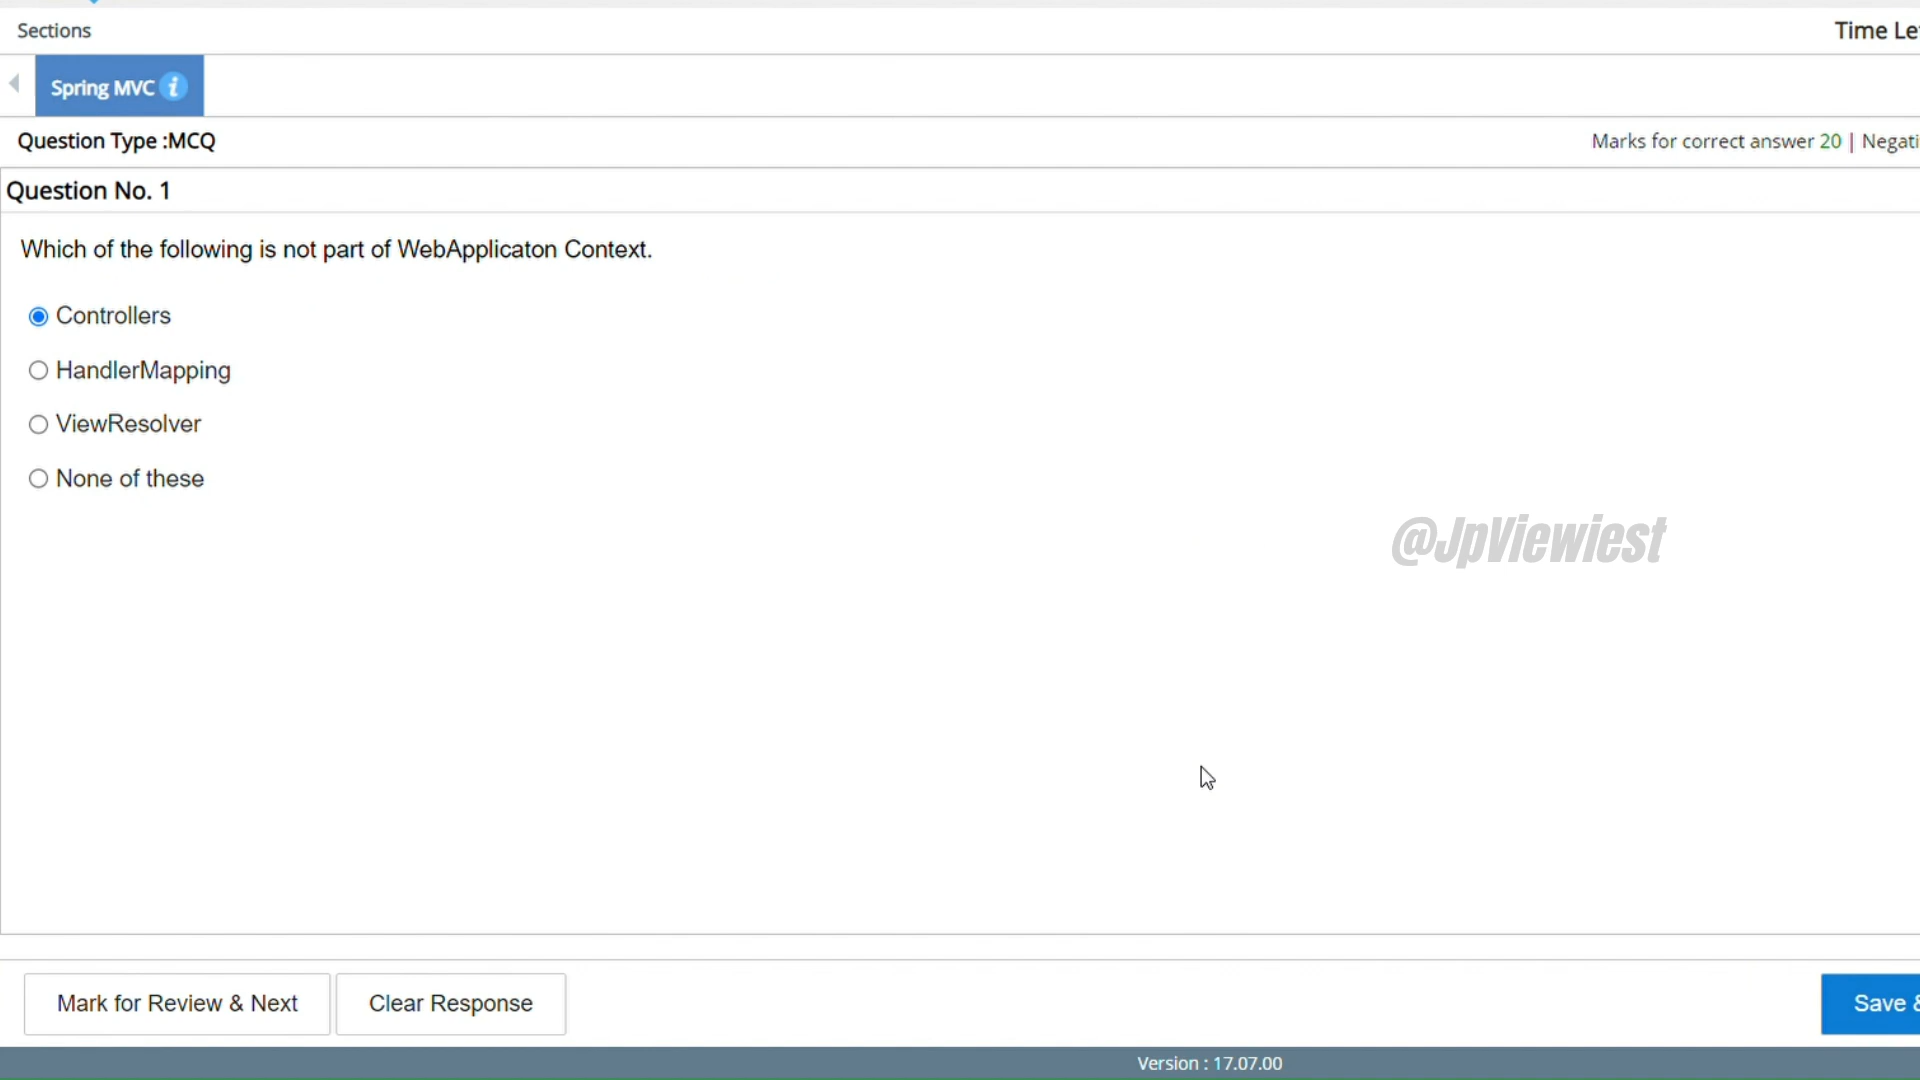 Sections
Time Le
Spring MVC i
Question Type :MCQ
Marks for correct answer 20 | Negati
Question No. 1
Which of the following is not part of WebApplicaton Context.
Controllers
HandlerMapping
ViewResolver
None of these
@JpViewiest
Mark for Review & Next
Clear Response
Save &
Version : 17.07.00